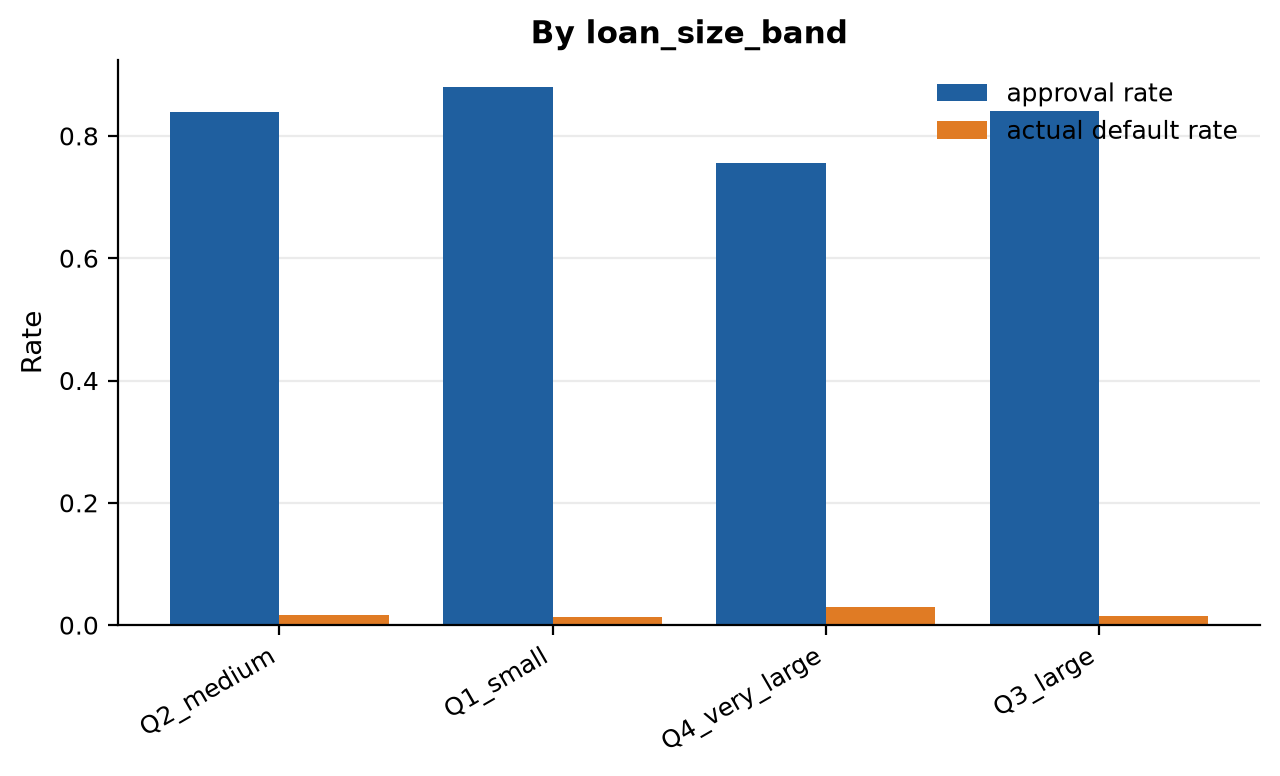 By loan_size_band
approval rate
actual default rate
Rate
0.8
0.6
0.4
0.2
0.0
Q2_medium
Q1_small
Q4_very_large
Q3_large